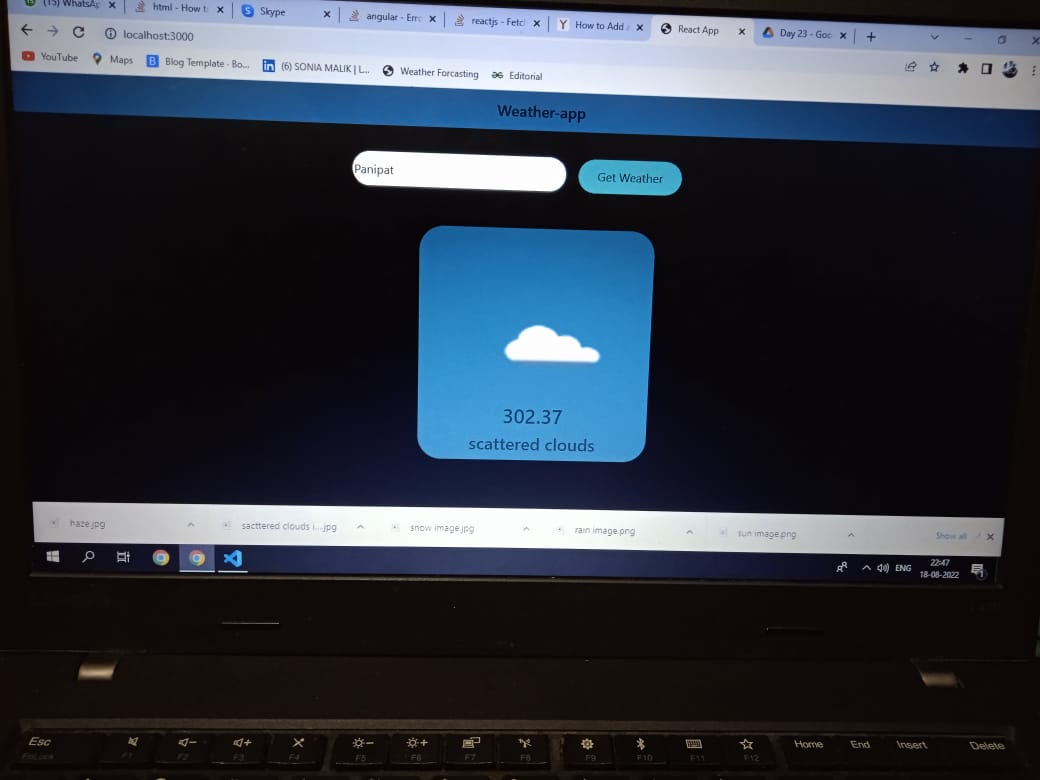 (15) WhatsAp
html - How t
Skype
angular - Erro
reactjs - Fetc
How to Add
React App
Day 23 - Goo
localhost:3000
YouTube
Maps
Blog Template - Bo...
(6) SONIA MALIK | L...
Weather Forcasting
Editorial
Weather-app
Panipat
Get Weather
302.37
scattered clouds
haze.jpg
sacttered clouds i....jpg
snow image.jpg
rain image.png
sun image.png
Show all
ENG
22:47
18-08-2022
1
Esc
FnLock
F1
F2
F3
F4
F5
F6
F7
F8
F9
F10
F11
F12
Home
End
Insert
Delete